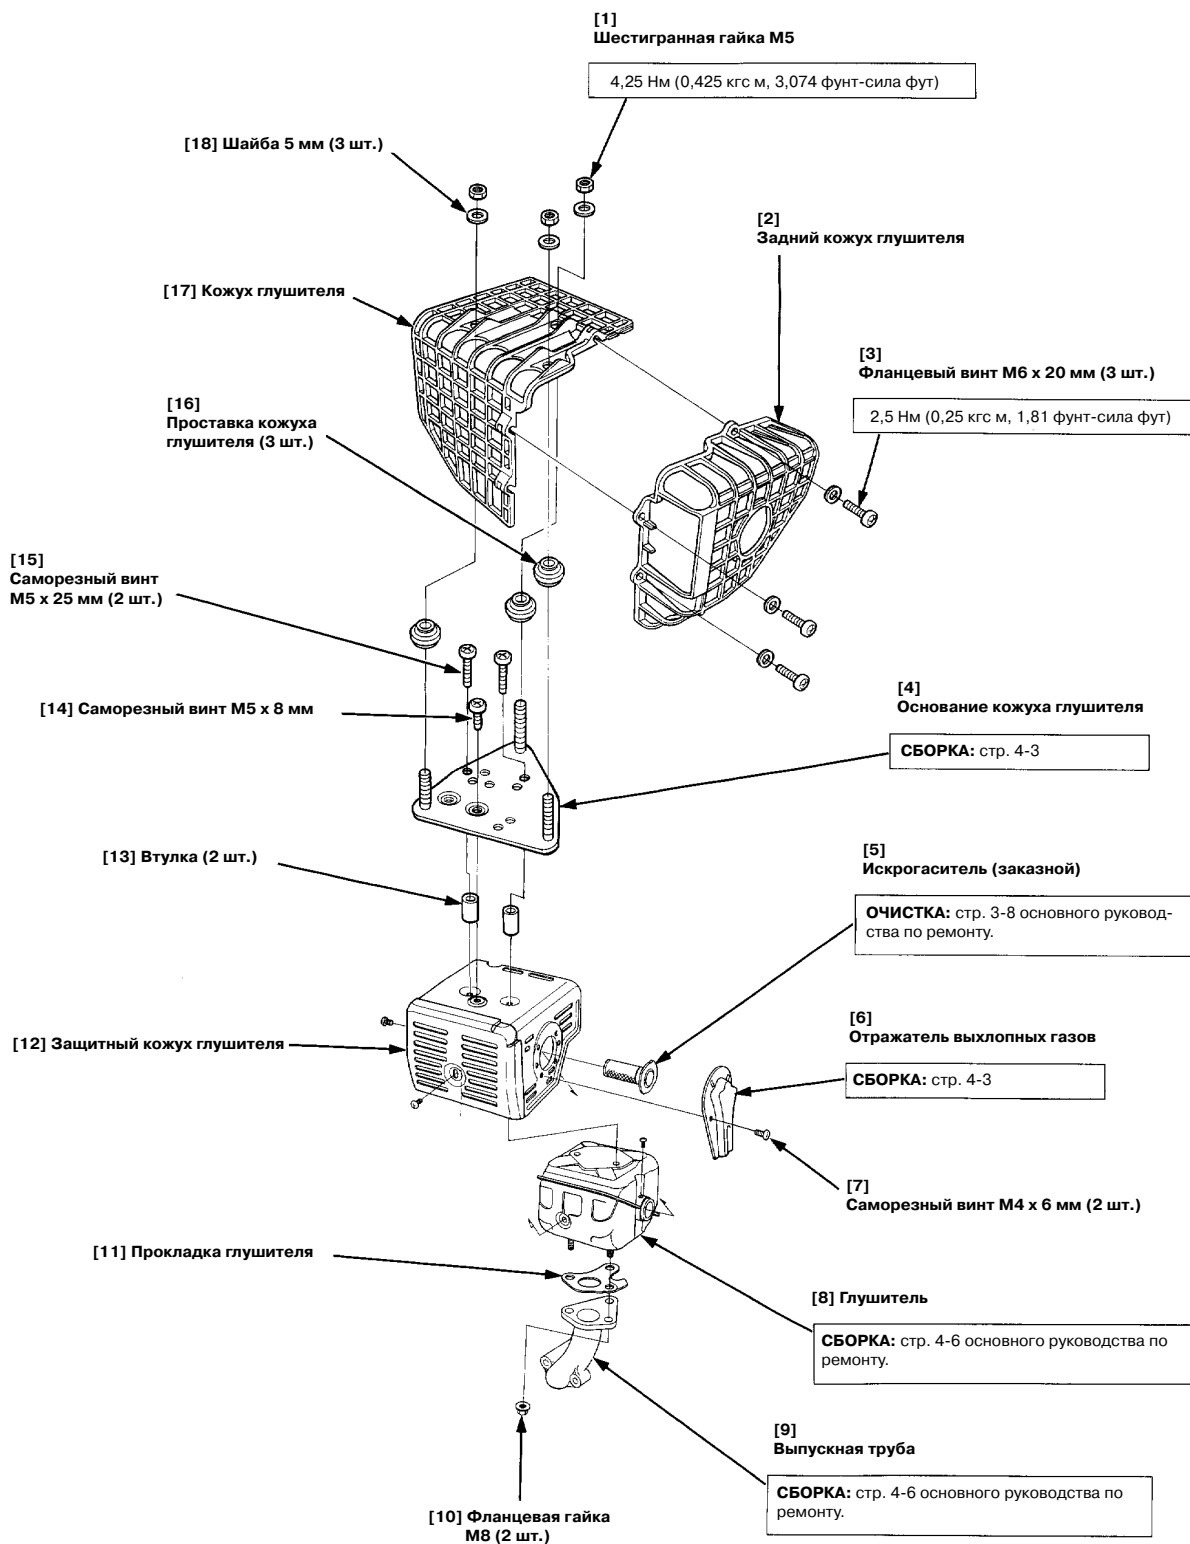 [1]
Шестигранная гайка М5
4,25 Нм (0,425 кгс м, 3,074 фунт-сила фут)
[18] Шайба 5 мм (3 шт.)
[2]
Задний кожух глушителя
[17] Кожух глушителя
[3]
Фланцевый винт М6 х 20 мм (3 шт.)
2,5 Нм (0,25 кгс м, 1,81 фунт-сила фут)
[16]
Проставка кожуха
глушителя (3 шт.)
[15]
Саморезный винт
М5 х 25 мм (2 шт.)
[14] Саморезный винт М5 х 8 мм
[4]
Основание кожуха глушителя
СБОРКА: стр. 4-3
[13] Втулка (2 шт.)
[5]
Искрогаситель (заказной)
ОЧИСТКА: стр. 3-8 основного руковод-
ства по ремонту.
[12] Защитный кожух глушителя
[6]
Отражатель выхлопных газов
СБОРКА: стр. 4-3
[7]
Саморезный винт М4 х 6 мм (2 шт.)
[11] Прокладка глушителя
[8] Глушитель
СБОРКА: стр. 4-6 основного руководства по
ремонту.
[9]
Выпускная труба
СБОРКА: стр. 4-6 основного руководства по
ремонту.
[10] Фланцевая гайка
М8 (2 шт.)